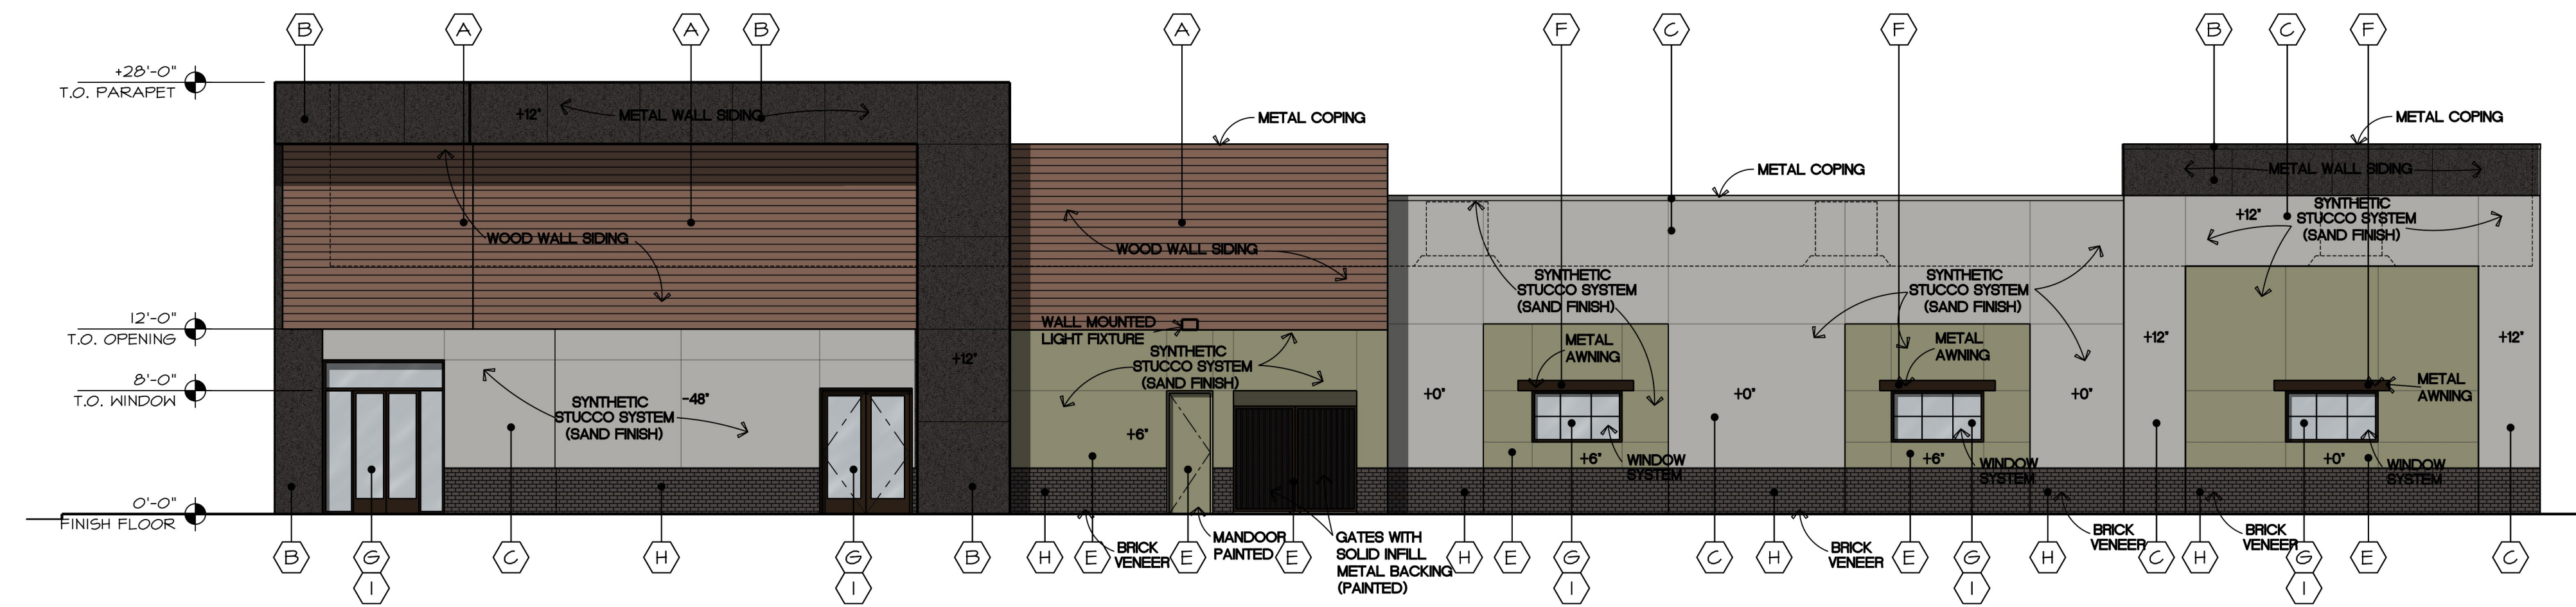 B A A B A F C F B C F
+28'-0"
T.O. PARAPET
+12" METAL WALL SIDING
METAL COPING
METAL COPING
METAL COPING
METAL WALL SIDING
WOOD WALL SIDING
WOOD WALL SIDING
+12"
SYNTHETIC
STUCCO SYSTEM
(SAND FINISH)
SYNTHETIC
STUCCO SYSTEM
(SAND FINISH)
SYNTHETIC
STUCCO SYSTEM
(SAND FINISH)
12'-0"
T.O. OPENING
WALL MOUNTED
LIGHT FIXTURE
SYNTHETIC
STUCCO SYSTEM
(SAND FINISH)
METAL
AWNING
METAL
AWNING
+12"
+12"
+12"
8'-0"
T.O. WINDOW
-48"
SYNTHETIC
STUCCO SYSTEM
(SAND FINISH)
+0"
+0"
+0"
METAL
AWNING
+6"
+6"
WINDOW
SYSTEM
+6"
WINDOW
SYSTEM
+0"
WINDOW
SYSTEM
0'-0"
FINISH FLOOR
BRICK
VENEER
MANDOOR
PAINTED
GATES WITH
SOLID INFILL
METAL BACKING
(PAINTED)
BRICK
VENEER
BRICK
VENEER
BRICK
VENEER
B G C H G B H E E E H E G C H E G H C H G E C
I I I I I